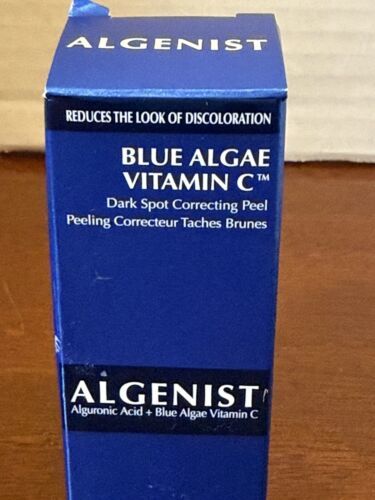 ALGENIST
REDUCES THE LOOK OF DISCOLORATION
BLUE ALGAE
VITAMIN C™
Dark Spot Correcting Peel
Peeling Correcteur Taches Brunes
ALGENIST
Alguronic Acid + Blue Algae Vitamin C